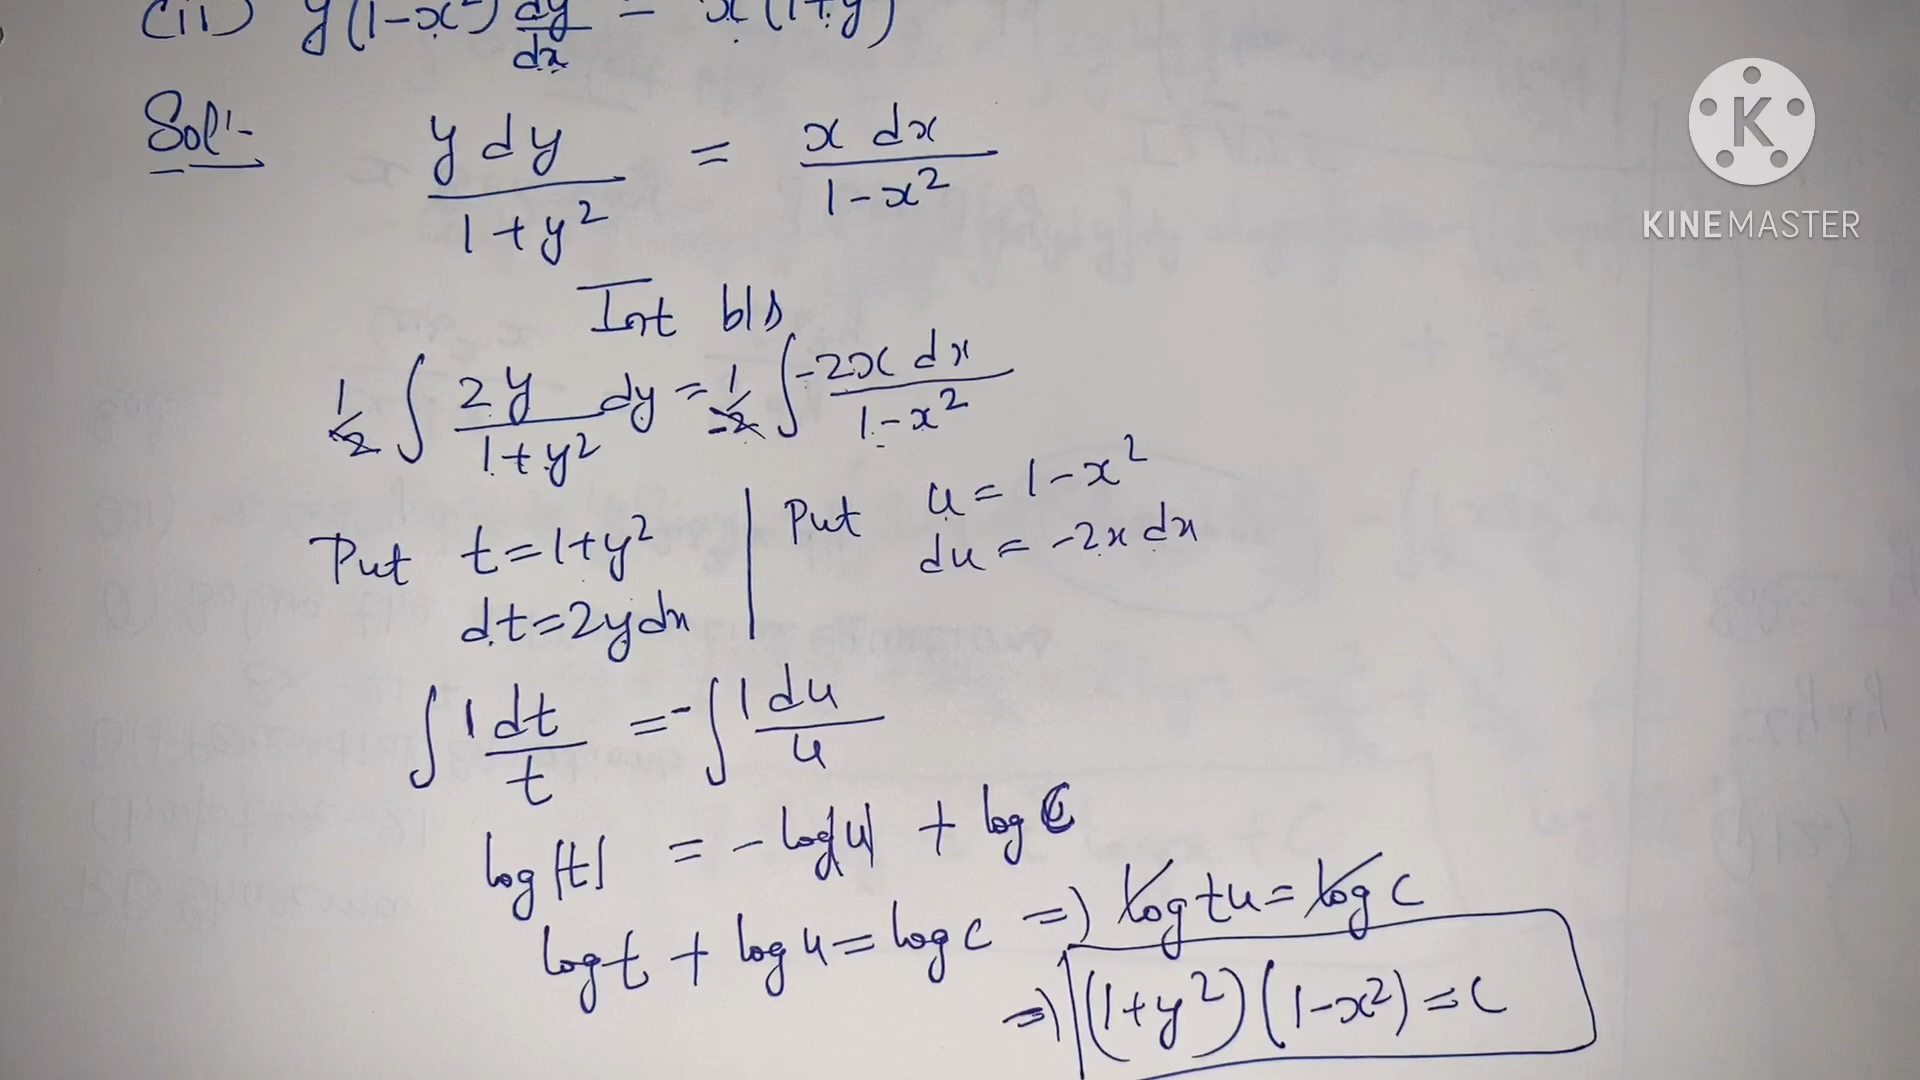 (ii) y(1-x²) dy/dx = x(1+y²)
Sol:- y dy / 1+y² = x dx / 1-x²
KINEMASTER
Int b/s
1/2 ∫ 2y / 1+y² dy = 1/-2 ∫ -2x dx / 1-x²
Put t=1+y² | Put u = 1-x²
dt=2ydx | du = -2x dx
∫ 1 dt / t = - ∫ 1 du / u
log|t| = - log|u| + log C
log t + log u = log c => log tu = log c
=> (1+y²)(1-x²) = c